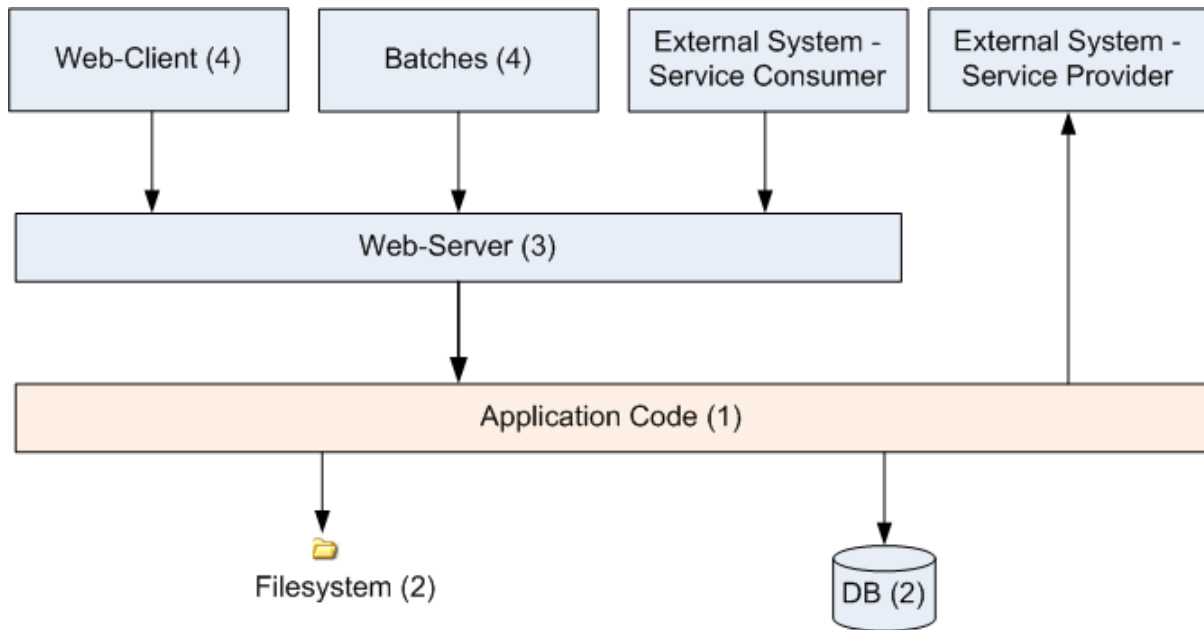 Web-Client (4)
Batches (4)
External System -
Service Consumer
External System -
Service Provider
Web-Server (3)
Application Code (1)
Filesystem (2)
DB (2)